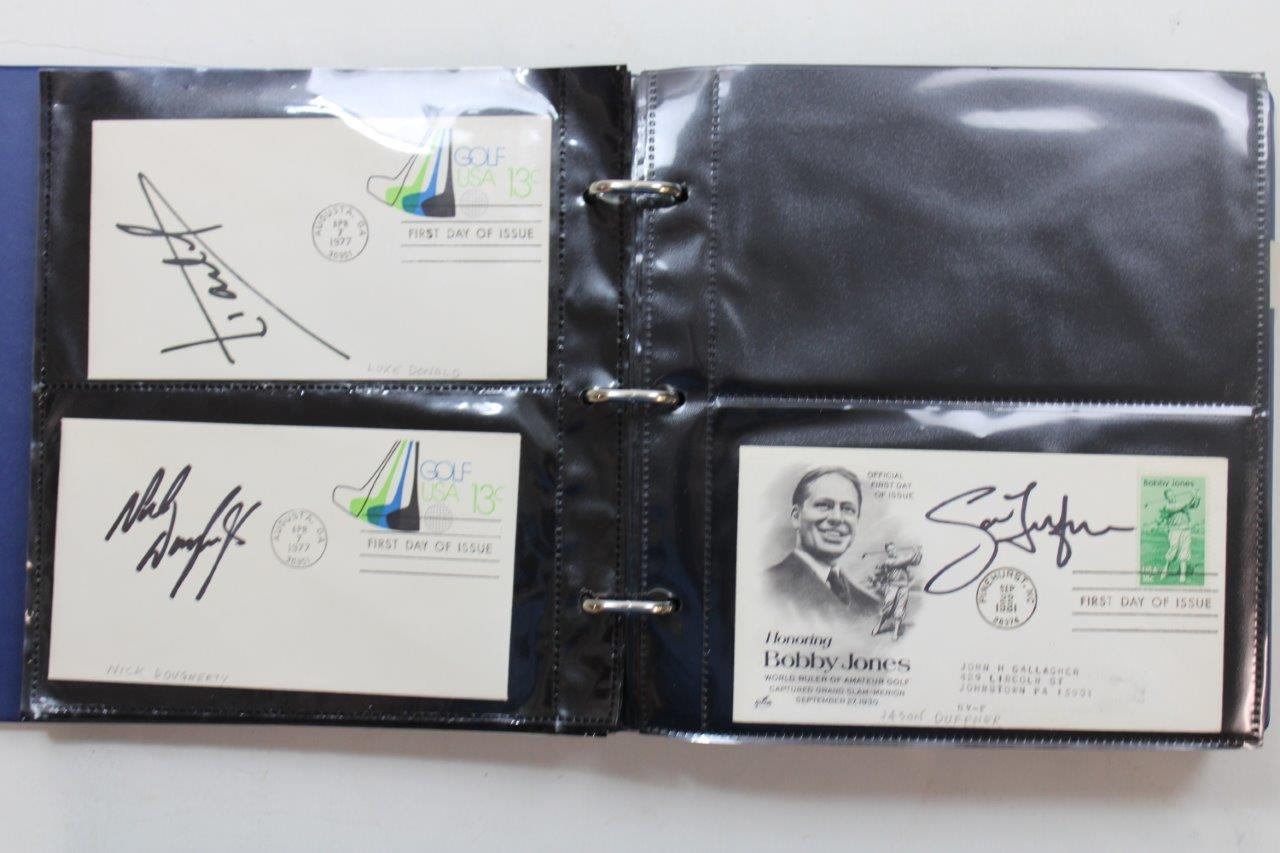 GOLF
USA 13c
AUGUSTA, GA
APR
7
1977
30901
FIRST DAY OF ISSUE
LUKE DONALD
GOLF
USA 13c
AUGUSTA, GA
APR
7
1977
30901
FIRST DAY OF ISSUE
Nick
Dougherty
NICK DOUGHERTY
OFFICIAL
FIRST DAY
OF ISSUE
Bobby Jones
USA
18c
PINEHURST, NC
SEP
22
1981
28374
FIRST DAY OF ISSUE
Honoring
Bobby Jones
WORLD RULER OF AMATEUR GOLF
CAPTURED GRAND SLAM-MERION
SEPTEMBER 27, 1930
JOHN H GALLAGHER
429 LINCOLN ST
JOHNSTOWN PA 15901
JASON DUFFNER